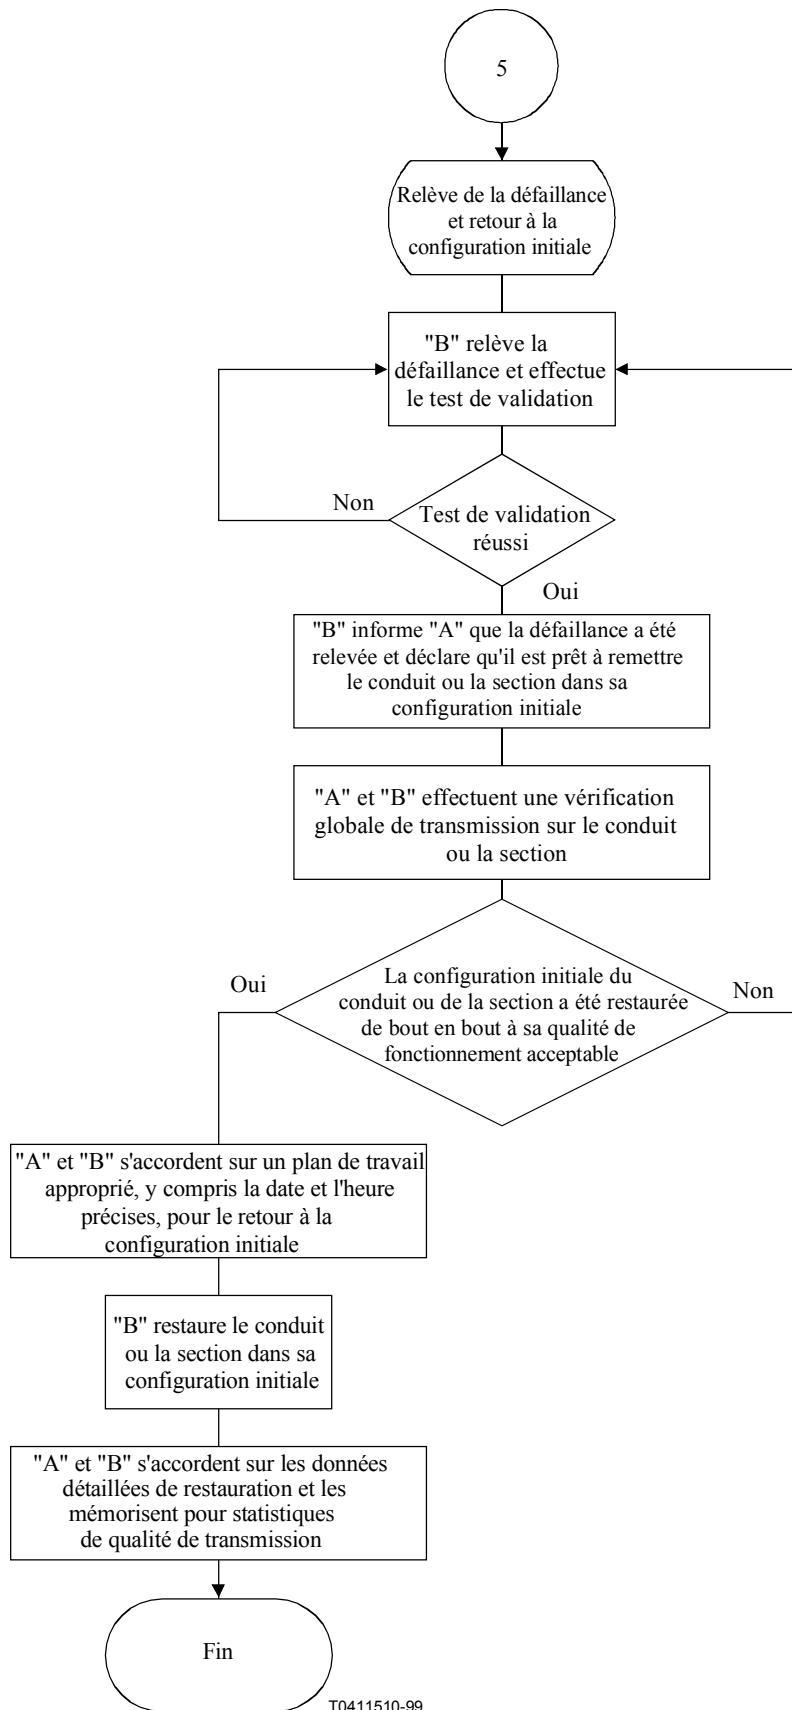 5
Relève de la défaillance
et retour à la
configuration initiale
"B" relève la
défaillance et effectue
le test de validation
Non
Test de validation
réussi
Oui
"B" informe "A" que la défaillance a été
relevée et déclare qu'il est prêt à remettre
le conduit ou la section dans sa
configuration initiale
"A" et "B" effectuent une vérification
globale de transmission sur le conduit
ou la section
Oui
La configuration initiale du
conduit ou de la section a été restaurée
de bout en bout à sa qualité de
fonctionnement acceptable
Non
"A" et "B" s'accordent sur un plan de travail
approprié, y compris la date et l'heure
précises, pour le retour à la
configuration initiale
"B" restaure le conduit
ou la section dans sa
configuration initiale
"A" et "B" s'accordent sur les données
détaillées de restauration et les
mémorisent pour statistiques
de qualité de transmission
Fin
T0411510-99